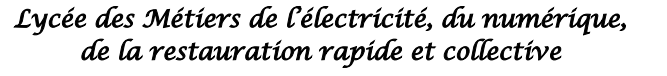 Lycée des Métiers de l'électricité, du numérique,
de la restauration rapide et collective